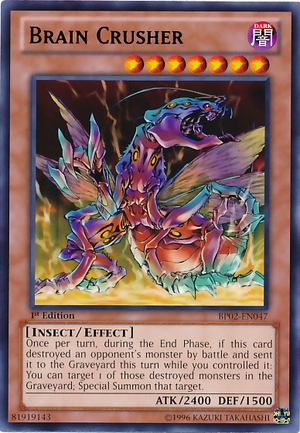 BRAIN CRUSHER
DARK
闇
1st Edition
BP02-EN047
[INSECT/EFFECT]
Once per turn, during the End Phase, if this card
destroyed an opponent's monster by battle and sent
it to the Graveyard this turn while you controlled it:
You can target 1 of those destroyed monsters in the
Graveyard; Special Summon that target.
ATK/2400 DEF/1500
81919143
©1996 KAZUKI TAKAHASHI